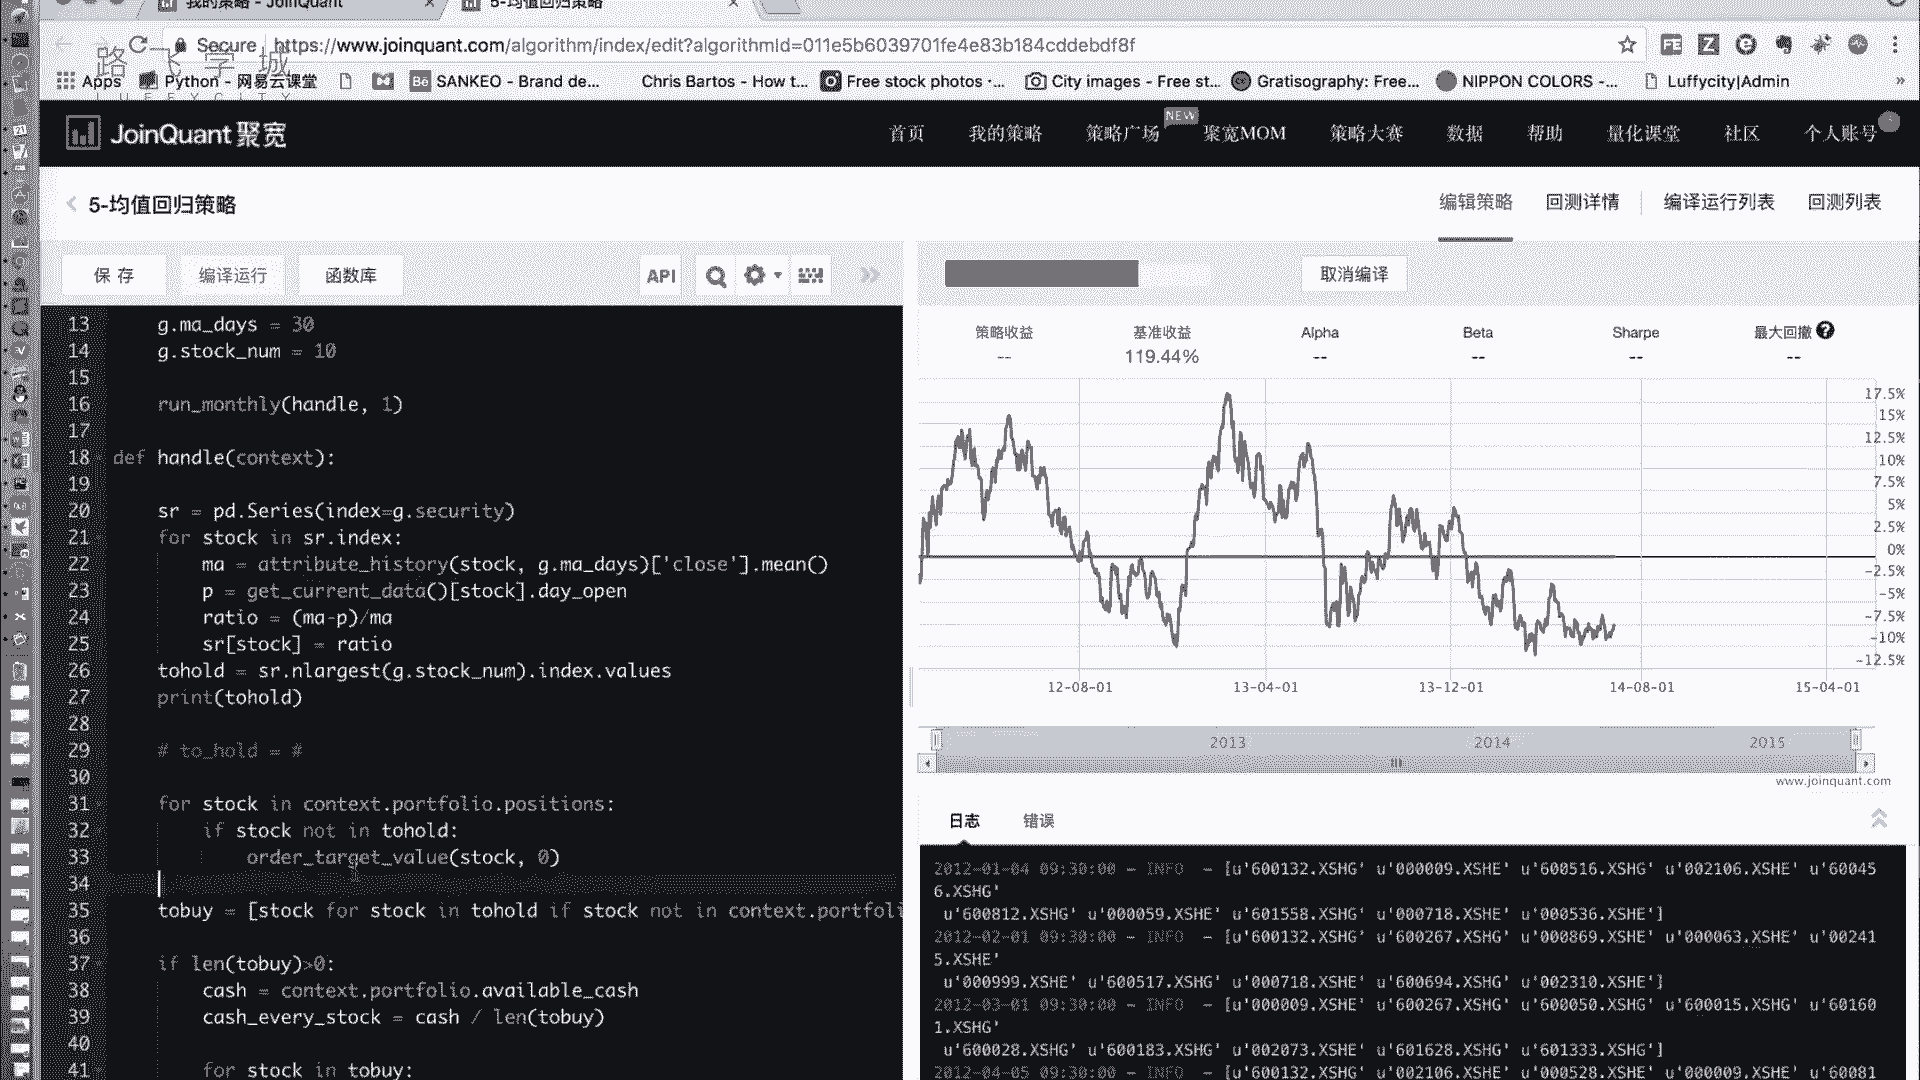 我的策略 - JoinQuant
5-均值回归策略
Secure
https://www.joinquant.com/algorithm/index/edit?algorithmId=011e5b6039701fe4e83b184cddebdf8f
路飞学城
LUFFYCITY
Apps
Python - 网易云课堂
SANKEO - Brand de...
Chris Bartos - How t...
Free stock photos ·...
City images - Free st...
Gratisography: Free...
NIPPON COLORS -...
Luffycity|Admin
»
JoinQuant 聚宽
首页
我的策略
策略广场
NEW
聚宽MOM
策略大赛
数据
帮助
量化课堂
社区
个人账号
5-均值回归策略
编辑策略
回测详情
编译运行列表
回测列表
保 存
编译运行
函数库
API
取消编译
13 g.ma_days = 30
14 g.stock_num = 10
15
16 run_monthly(handle, 1)
17
18 def handle(context):
19
20 sr = pd.Series(index=g.security)
21 for stock in sr.index:
22 ma = attribute_history(stock, g.ma_days)['close'].mean()
23 p = get_current_data()[stock].day_open
24 ratio = (ma-p)/ma
25 sr[stock] = ratio
26 tohold = sr.nlargest(g.stock_num).index.values
27 print(tohold)
28
29 # to_hold = #
30
31 for stock in context.portfolio.positions:
32 if stock not in tohold:
33 order_target_value(stock, 0)
34
35 tobuy = [stock for stock in tohold if stock not in context.portfoli
36
37 if len(tobuy)>0:
38 cash = context.portfolio.available_cash
39 cash_every_stock = cash / len(tobuy)
40
41 for stock in tobuy:
策略收益
--
基准收益
119.44%
Alpha
--
Beta
--
Sharpe
--
最大回撤
--
17.5%
15%
12.5%
10%
7.5%
5%
2.5%
0%
-2.5%
-5%
-7.5%
-10%
-12.5%
12-08-01
13-04-01
13-12-01
14-08-01
15-04-01
2013
2014
2015
www.joinquant.com
日志
错误
2012-01-04 09:30:00 - INFO - [u'600132.XSHG' u'000009.XSHE' u'600516.XSHG' u'002106.XSHE' u'60045
6.XSHG'
u'600812.XSHG' u'000059.XSHE' u'601558.XSHG' u'000718.XSHE' u'000536.XSHE']
2012-02-01 09:30:00 - INFO - [u'600132.XSHG' u'600267.XSHG' u'000869.XSHE' u'000063.XSHE' u'00241
5.XSHE'
u'000999.XSHE' u'600517.XSHG' u'000718.XSHE' u'600694.XSHG' u'002310.XSHE']
2012-03-01 09:30:00 - INFO - [u'000009.XSHE' u'600267.XSHG' u'600050.XSHG' u'600015.XSHG' u'60160
1.XSHG'
u'600028.XSHG' u'600183.XSHG' u'002073.XSHE' u'601628.XSHG' u'601333.XSHG']
2012-04-05 09:30:00 - INFO - [u'600132.XSHG' u'002106.XSHE' u'000528.XSHE' u'000009.XSHE' u'60081